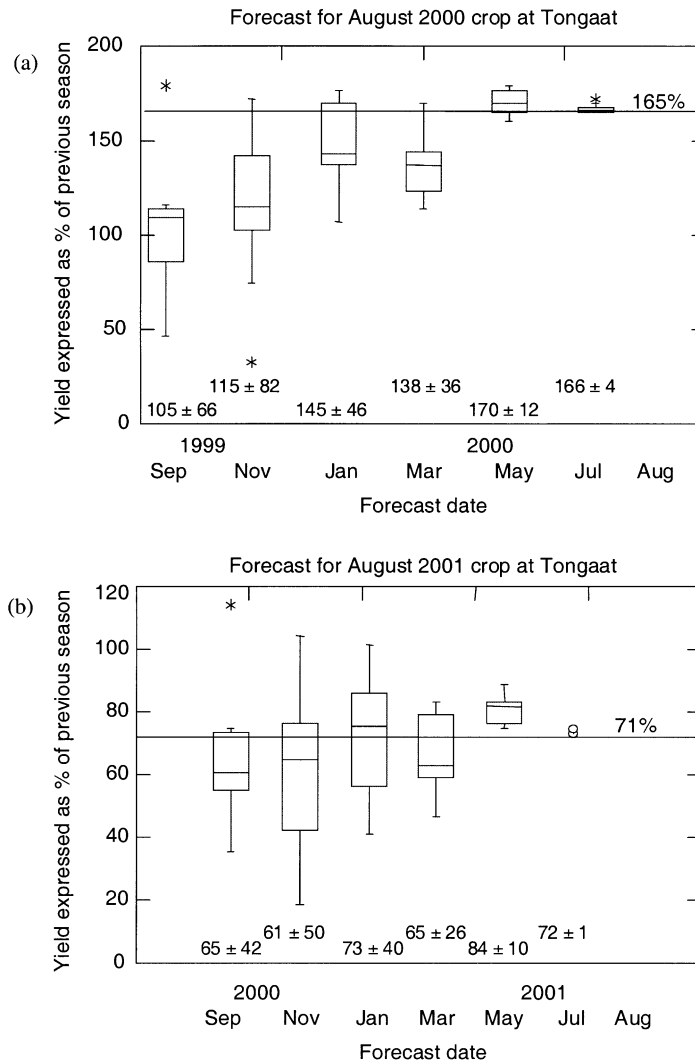 (a)
Forecast for August 2000 crop at Tongaat
Yield expressed as % of previous season
200
150
100
50
0
165%
115 ± 82 138 ± 36 166 ± 4
105 ± 66 145 ± 46 170 ± 12
1999 2000
Sep Nov Jan Mar May Jul Aug
Forecast date
(b)
Forecast for August 2001 crop at Tongaat
Yield expressed as % of previous season
120
100
80
60
40
20
0
71%
61 ± 50 65 ± 26 72 ± 1
65 ± 42 73 ± 40 84 ± 10
2000 2001
Sep Nov Jan Mar May Jul Aug
Forecast date